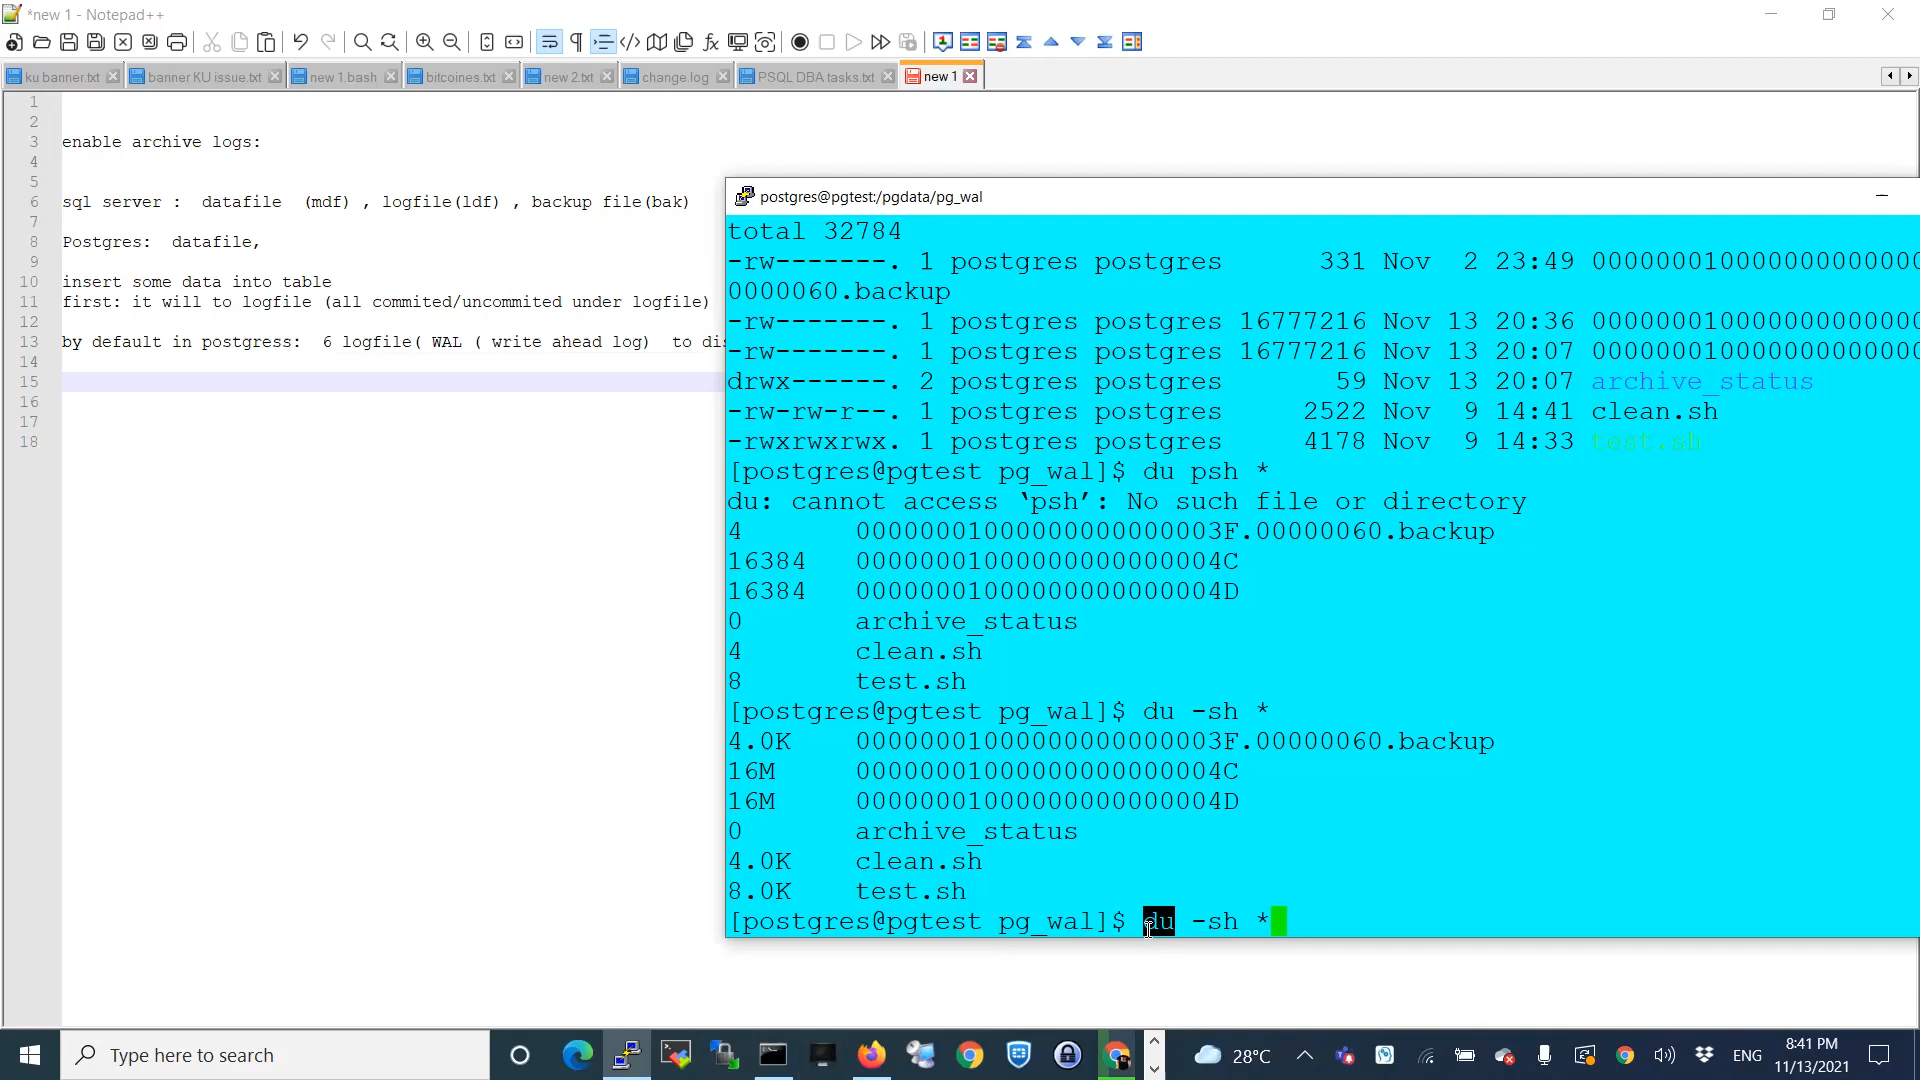 *new 1 - Notepad++
ku banner.txt
banner KU issue.txt
new 1.bash
bitcoines.txt
new 2.txt
change.log
PSQL DBA tasks.txt
new 1
1
2
3 enable archive logs:
4
5
6 sql server :  datafile  (mdf) , logfile(ldf) , backup file(bak)
7
8 Postgres:  datafile,
9
10 insert some data into table
11 first: it will to logfile (all commited/uncommited under logfile)
12
13 by default in postgress:  6 logfile( WAL ( write ahead log)  to dis
14
15
16
17
18
postgres@pgtest:/pgdata/pg_wal
total 32784
-rw-------. 1 postgres postgres      331 Nov  2 23:49 00000001000000000000
0000060.backup
-rw-------. 1 postgres postgres 16777216 Nov 13 20:36 00000001000000000000
-rw-------. 1 postgres postgres 16777216 Nov 13 20:07 00000001000000000000
drwx------. 2 postgres postgres       59 Nov 13 20:07 archive_status
-rw-rw-r--. 1 postgres postgres     2522 Nov  9 14:41 clean.sh
-rwxrwxrwx. 1 postgres postgres     4178 Nov  9 14:33 test.sh
[postgres@pgtest pg_wal]$ du psh *
du: cannot access ‘psh’: No such file or directory
4       00000001000000000000003F.00000060.backup
16384   00000001000000000000004C
16384   00000001000000000000004D
0       archive_status
4       clean.sh
8       test.sh
[postgres@pgtest pg_wal]$ du -sh *
4.0K    00000001000000000000003F.00000060.backup
16M     00000001000000000000004C
16M     00000001000000000000004D
0       archive_status
4.0K    clean.sh
8.0K    test.sh
[postgres@pgtest pg_wal]$ du -sh *
Type here to search
28°C
ENG
8:41 PM
11/13/2021